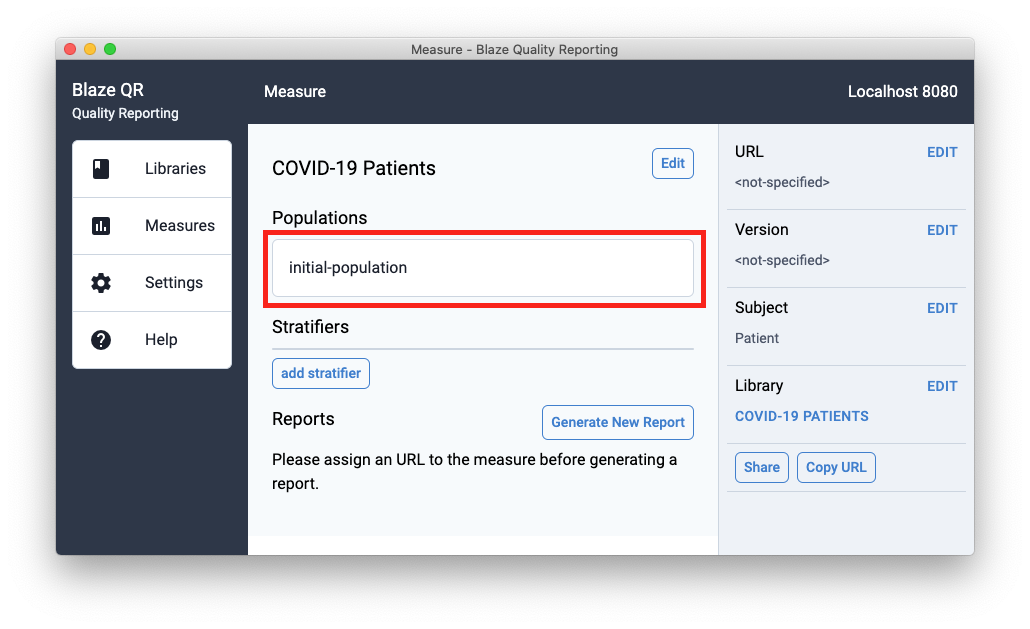 Measure - Blaze Quality Reporting
Blaze QR
Quality Reporting
Measure
Localhost 8080
Libraries
Measures
Settings
Help
COVID-19 Patients
Edit
Populations
initial-population
Stratifiers
add stratifier
Reports
Generate New Report
Please assign an URL to the measure before generating a
report.
URL
EDIT
<not-specified>
Version
EDIT
<not-specified>
Subject
EDIT
Patient
Library
EDIT
COVID-19 PATIENTS
Share
Copy URL